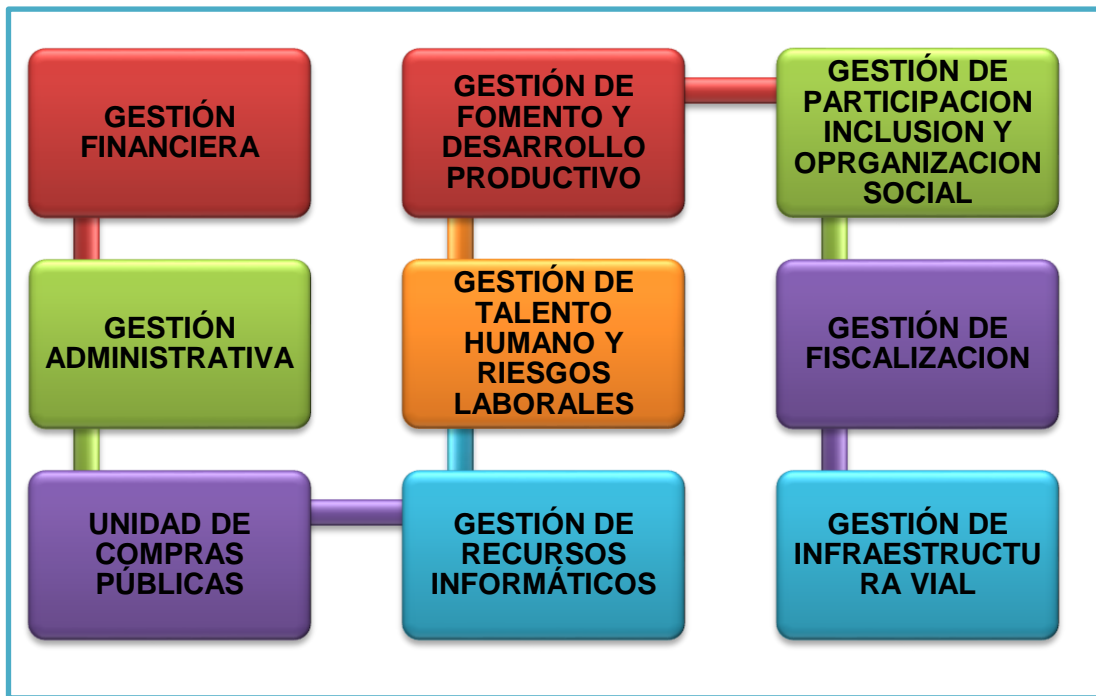 GESTIÓN
FINANCIERA
GESTIÓN
ADMINISTRATIVA
UNIDAD DE
COMPRAS
PÚBLICAS
GESTIÓN DE
RECURSOS
INFORMÁTICOS
GESTIÓN DE
TALENTO
HUMANO Y
RIESGOS
LABORALES
GESTIÓN DE
FOMENTO Y
DESARROLLO
PRODUCTIVO
GESTIÓN DE
PARTICIPACION
INCLUSION Y
OPRGANIZACION
SOCIAL
GESTIÓN DE
FISCALIZACION
GESTIÓN DE
INFRAESTRUCTU
RA VIAL